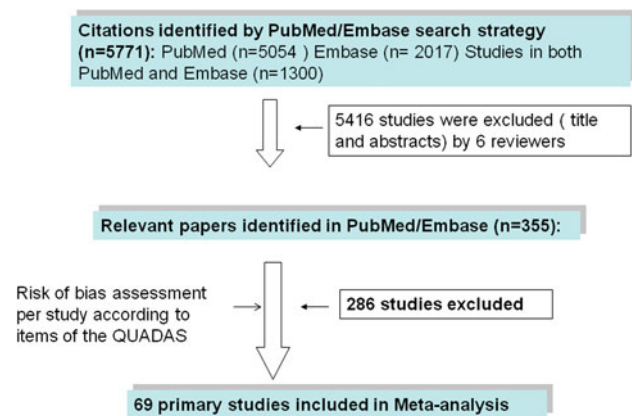 Citations identified by PubMed/Embase search strategy
(n=5771): PubMed (n=5054 ) Embase (n= 2017) Studies in both
PubMed and Embase (n=1300)
5416 studies were excluded ( title
and abstracts) by 6 reviewers
Relevant papers identified in PubMed/Embase (n=355):
Risk of bias assessment
per study according to
items of the QUADAS
286 studies excluded
69 primary studies included in Meta-analysis